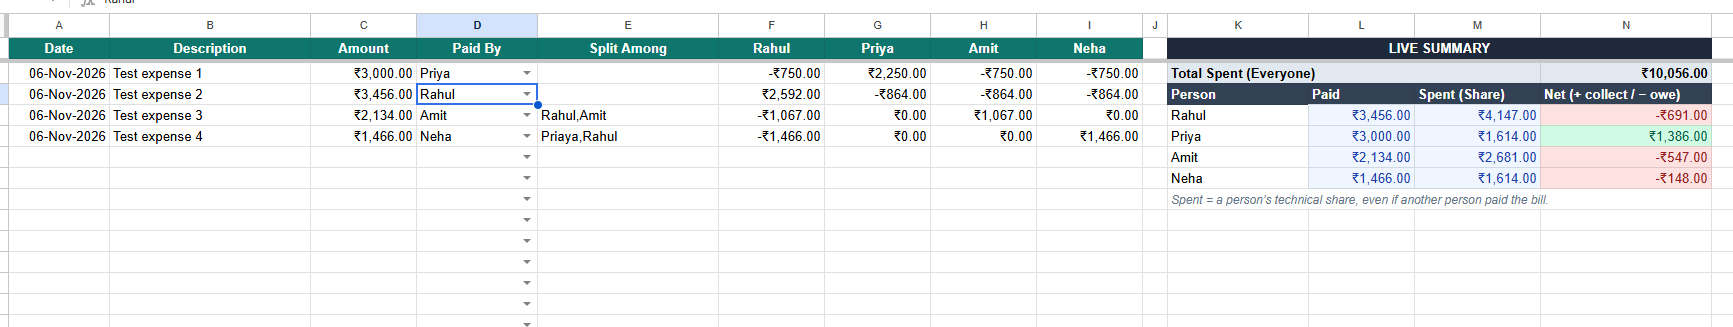 A B C D E F G H I J K L M N
Date Description Amount Paid By Split Among Rahul Priya Amit Neha LIVE SUMMARY
06-Nov-2026 Test expense 1 ₹3,000.00 Priya -₹750.00 ₹2,250.00 -₹750.00 -₹750.00 Total Spent (Everyone) ₹10,056.00
06-Nov-2026 Test expense 2 ₹3,456.00 Rahul ₹2,592.00 -₹864.00 -₹864.00 -₹864.00 Person Paid Spent (Share) Net (+ collect / − owe)
06-Nov-2026 Test expense 3 ₹2,134.00 Amit Rahul,Amit -₹1,067.00 ₹0.00 ₹1,067.00 ₹0.00 Rahul ₹3,456.00 ₹4,147.00 -₹691.00
06-Nov-2026 Test expense 4 ₹1,466.00 Neha Priaya,Rahul -₹1,466.00 ₹0.00 ₹0.00 ₹1,466.00 Priya ₹3,000.00 ₹1,614.00 ₹1,386.00
Amit ₹2,134.00 ₹2,681.00 -₹547.00
Neha ₹1,466.00 ₹1,614.00 -₹148.00
Spent = a person's technical share, even if another person paid the bill.